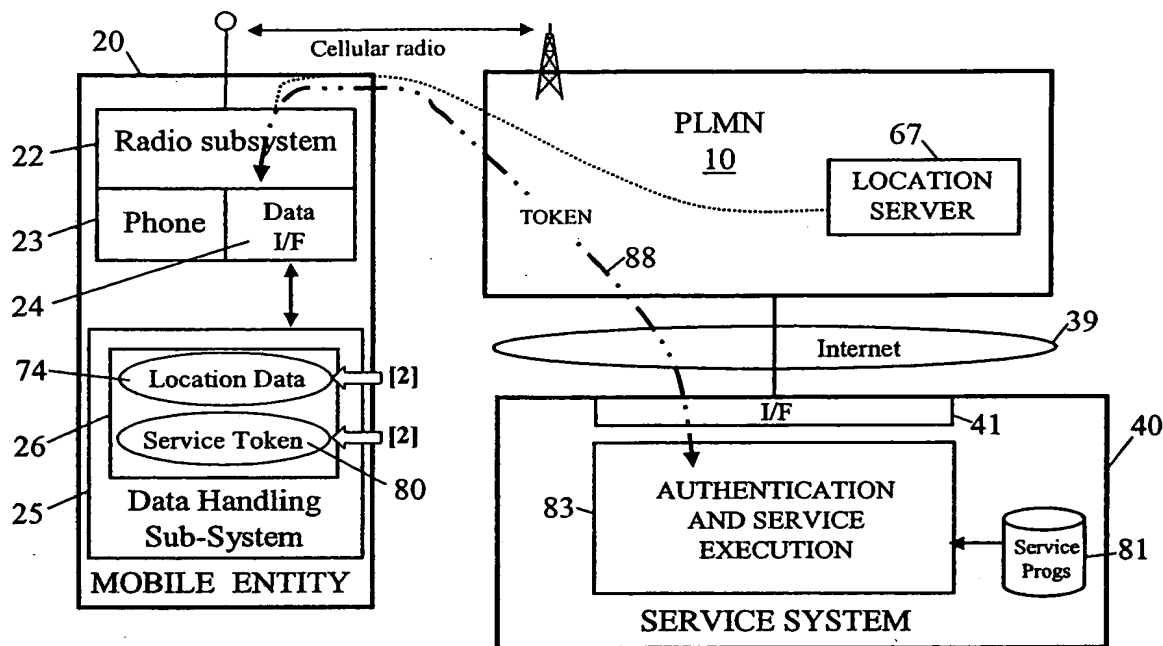 20
Cellular radio
22
Radio subsystem
23
Phone
Data
I/F
24
74
Location Data
[2]
26
Service Token
[2]
80
25
Data Handling
Sub-System
MOBILE ENTITY
PLMN
10
67
LOCATION
SERVER
TOKEN
88
39
Internet
I/F
41
40
83
AUTHENTICATION
AND SERVICE
EXECUTION
Service
Progs
81
SERVICE SYSTEM